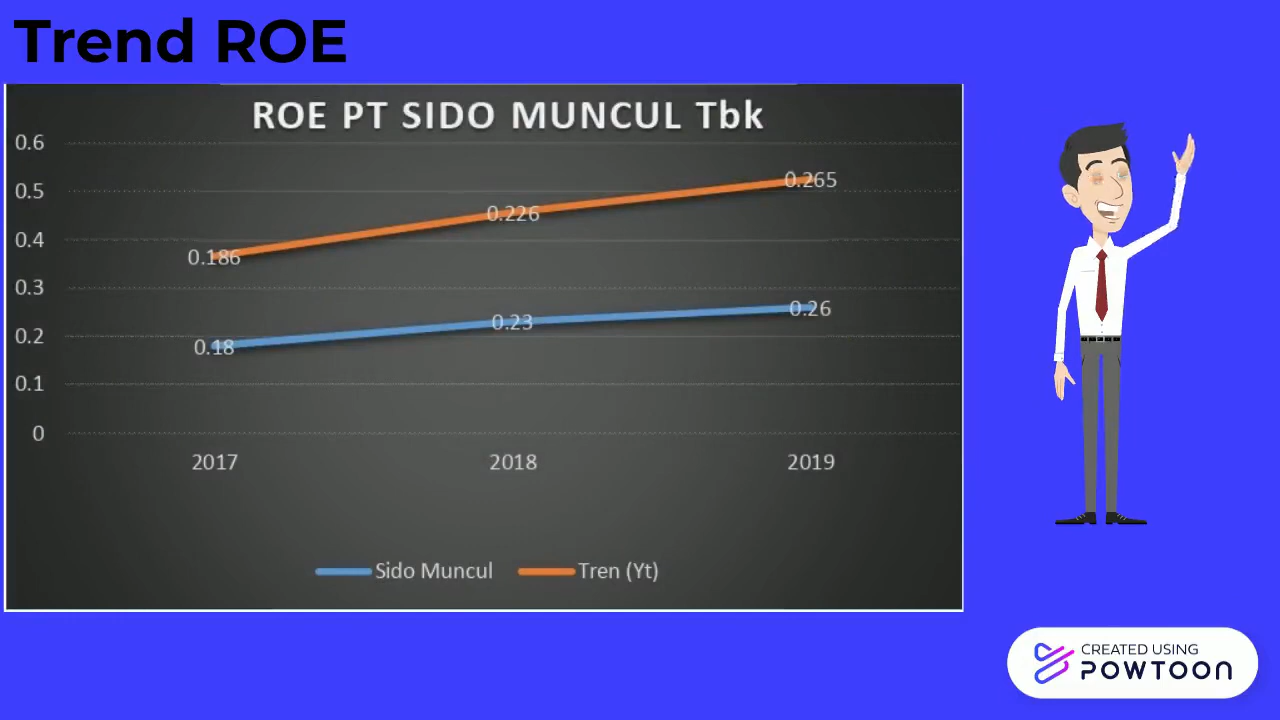 Trend ROE
ROE PT SIDO MUNCUL Tbk
0.6
0.5
0.4
0.3
0.2
0.1
0
0.186
0.226
0.265
0.18
0.23
0.26
2017
2018
2019
Sido Muncul
Tren (Yt)
CREATED USING
POWTOON